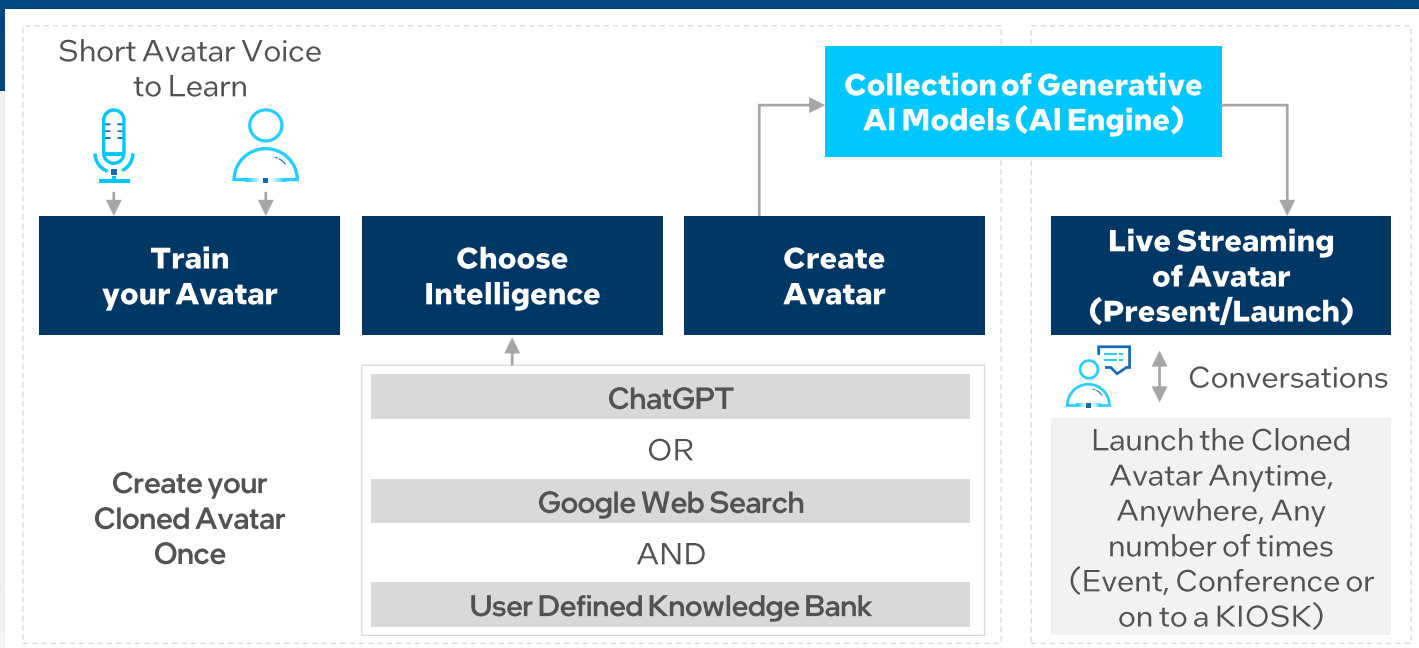 Short Avatar Voice
to Learn
Collection of Generative
AI Models (AI Engine)
Train
your Avatar
Choose
Intelligence
Create
Avatar
Live Streaming
of Avatar
(Present/Launch)
ChatGPT
OR
Google Web Search
AND
User Defined Knowledge Bank
Create your
Cloned Avatar
Once
Conversations
Launch the Cloned
Avatar Anytime,
Anywhere, Any
number of times
(Event, Conference or
on to a KIOSK)